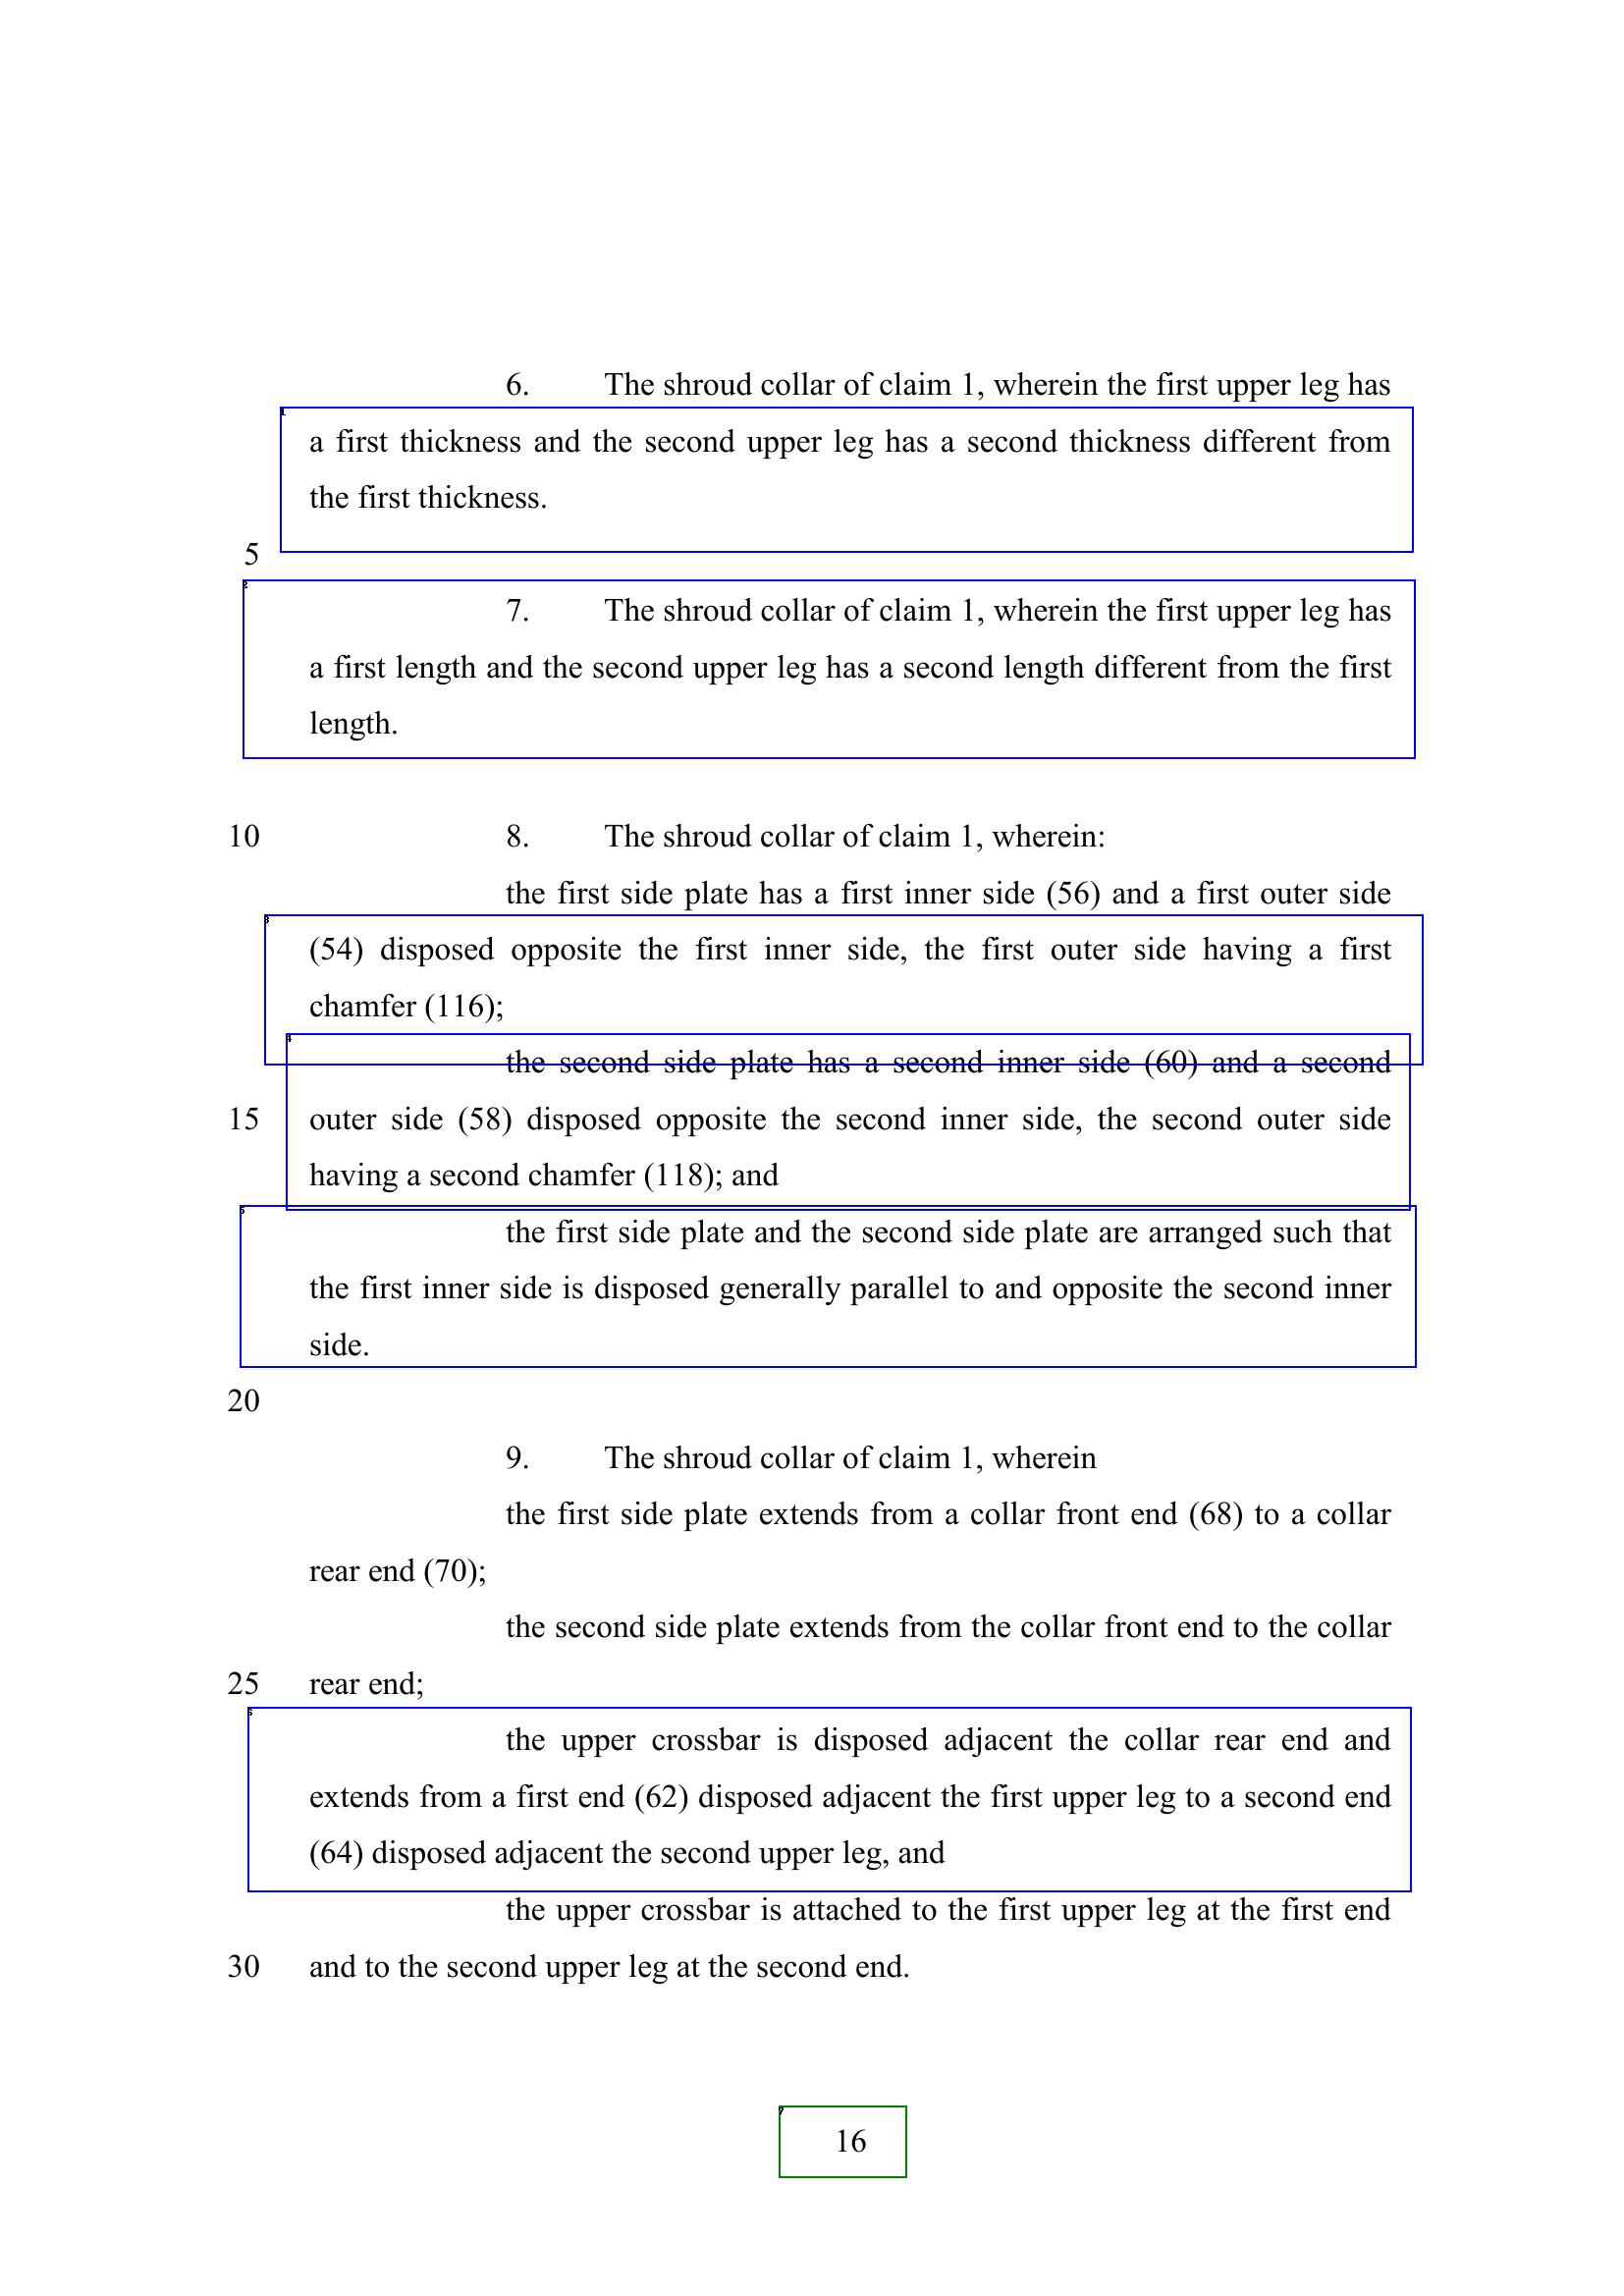 6. The shroud collar of claim 1, wherein the first upper leg has
1
a first thickness and the second upper leg has a second thickness different from
the first thickness.
5
2
7. The shroud collar of claim 1, wherein the first upper leg has
a first length and the second upper leg has a second length different from the first
length.
10 8. The shroud collar of claim 1, wherein:
the first side plate has a first inner side (56) and a first outer side
3
(54) disposed opposite the first inner side, the first outer side having a first
chamfer (116);
4
the second side plate has a second inner side (60) and a second
15 outer side (58) disposed opposite the second inner side, the second outer side
having a second chamfer (118); and
5
the first side plate and the second side plate are arranged such that
the first inner side is disposed generally parallel to and opposite the second inner
side.
20
9. The shroud collar of claim 1, wherein
the first side plate extends from a collar front end (68) to a collar
rear end (70);
the second side plate extends from the collar front end to the collar
25 rear end;
6
the upper crossbar is disposed adjacent the collar rear end and
extends from a first end (62) disposed adjacent the first upper leg to a second end
(64) disposed adjacent the second upper leg, and
the upper crossbar is attached to the first upper leg at the first end
30 and to the second upper leg at the second end.
7
16